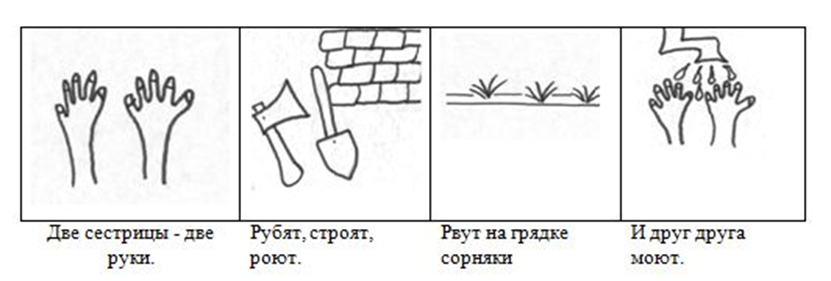 Две сестрицы - две
руки.
Рубят, строят,
роют.
Рвут на грядке
сорняки
И друг друга
моют.